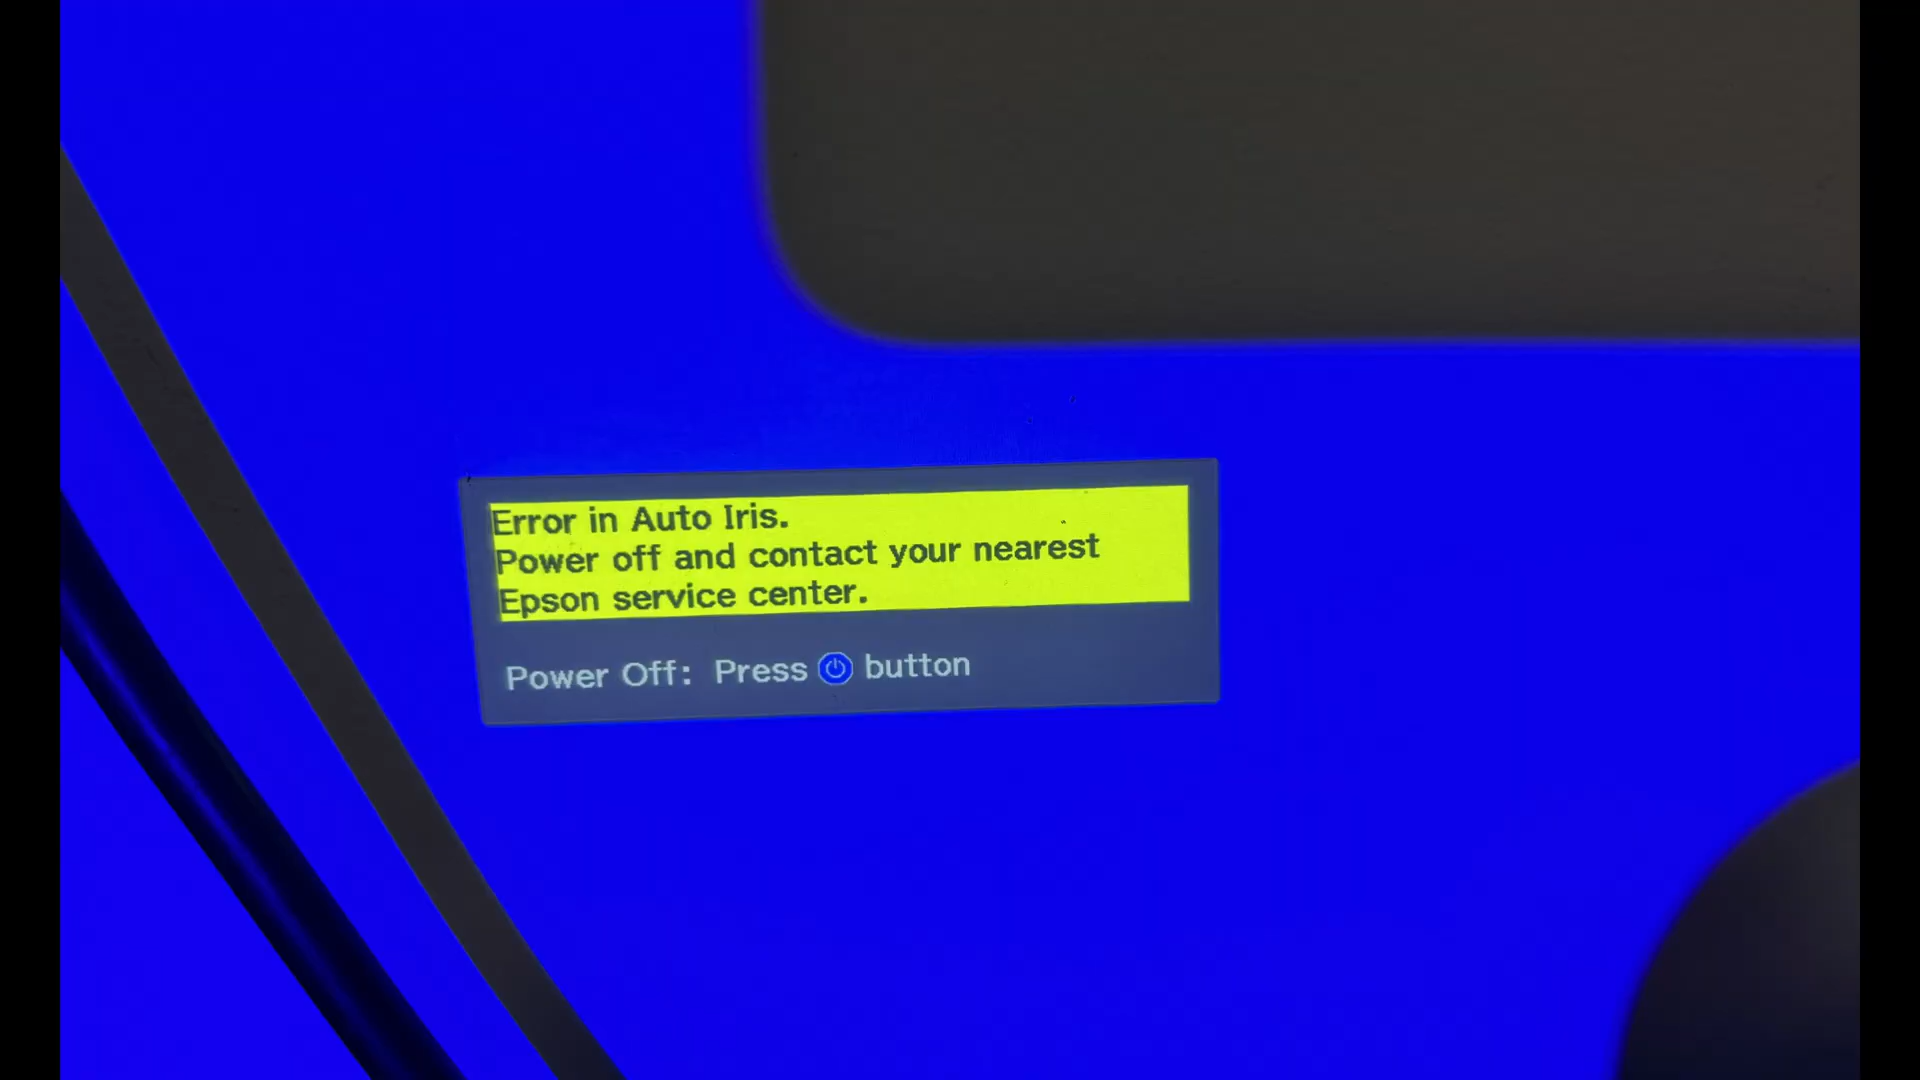 Error in Auto Iris.
Power off and contact your nearest
Epson service center.
Power Off: Press button